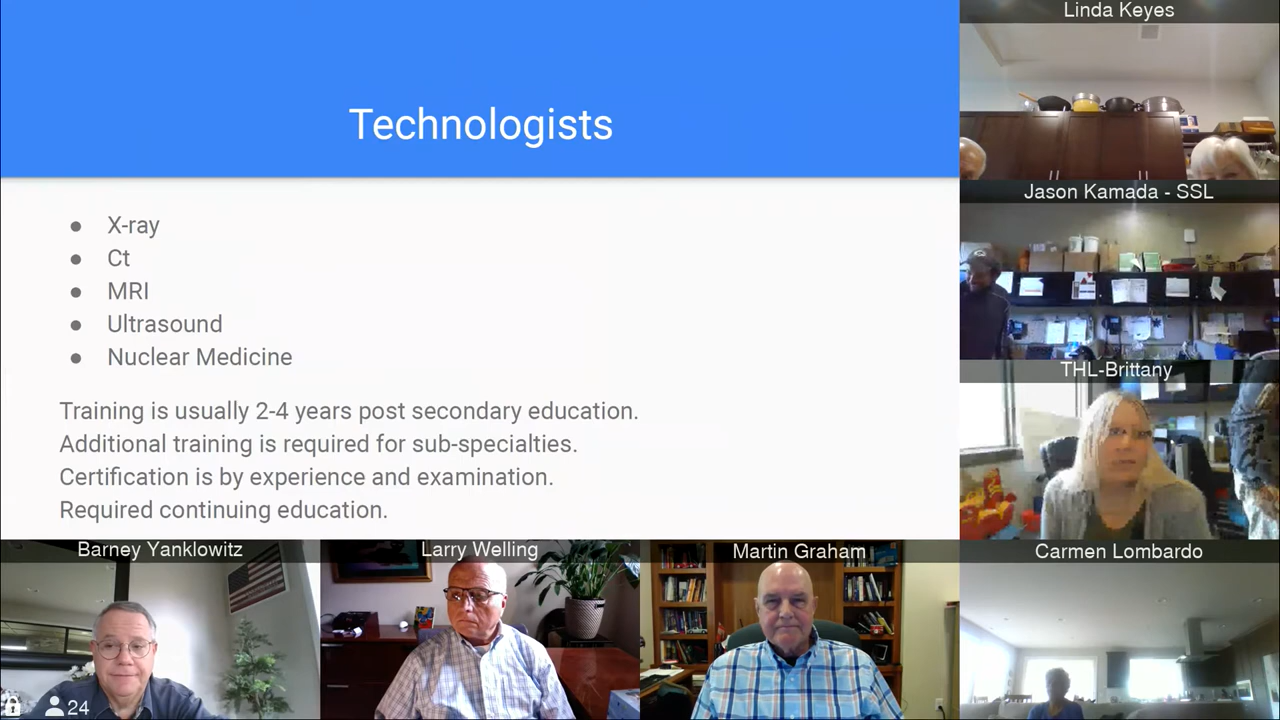 Technologists
X-ray
Ct
MRI
Ultrasound
Nuclear Medicine
Training is usually 2-4 years post secondary education.
Additional training is required for sub-specialties.
Certification is by experience and examination.
Required continuing education.
Linda Keyes
Jason Kamada - SSL
THL-Brittany
Barney Yanklowitz
Larry Welling
Martin Graham
Carmen Lombardo
24